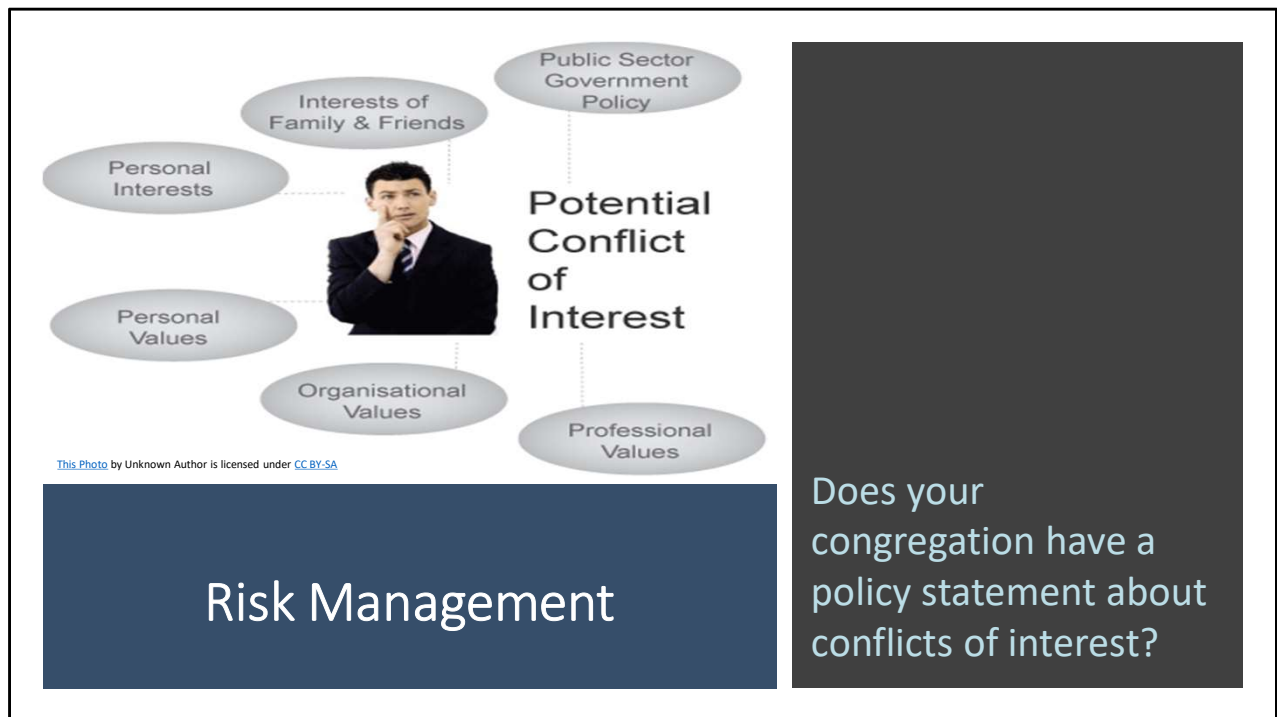 Public Sector
Government
Policy
Interests of
Family & Friends
Personal
Interests
Potential
Conflict
of
Interest
Personal
Values
Organisational
Values
Professional
Values
This Photo by Unknown Author is licensed under CC BY-SA
Risk Management
Does your
congregation have a
policy statement about
conflicts of interest?